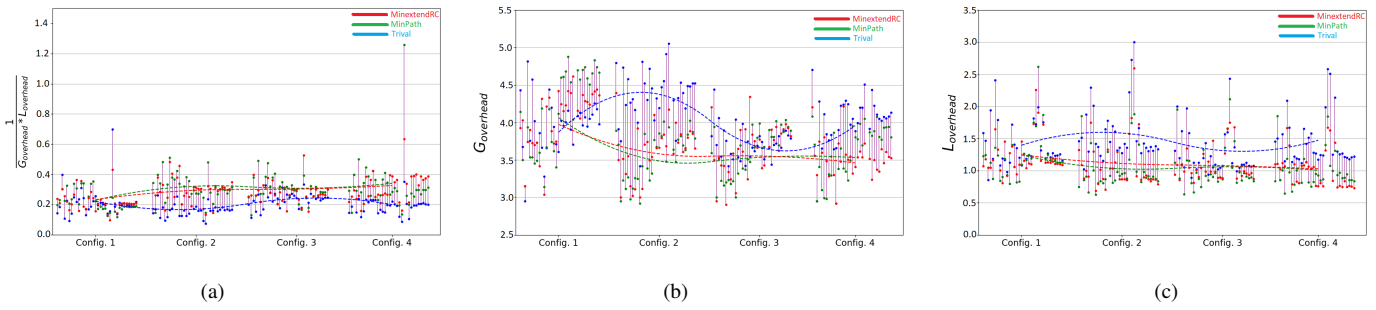 1
G_overhead * L_overhead
1.4
1.2
1.0
0.8
0.6
0.4
0.2
0.0
MinextendRC
MinPath
Trival
Config. 1 Config. 2 Config. 3 Config. 4
(a)
G_overhead
5.5
5.0
4.5
4.0
3.5
3.0
2.5
MinextendRC
MinPath
Trival
Config. 1 Config. 2 Config. 3 Config. 4
(b)
L_overhead
3.5
3.0
2.5
2.0
1.5
1.0
0.5
0.0
MinextendRC
MinPath
Trival
Config. 1 Config. 2 Config. 3 Config. 4
(c)